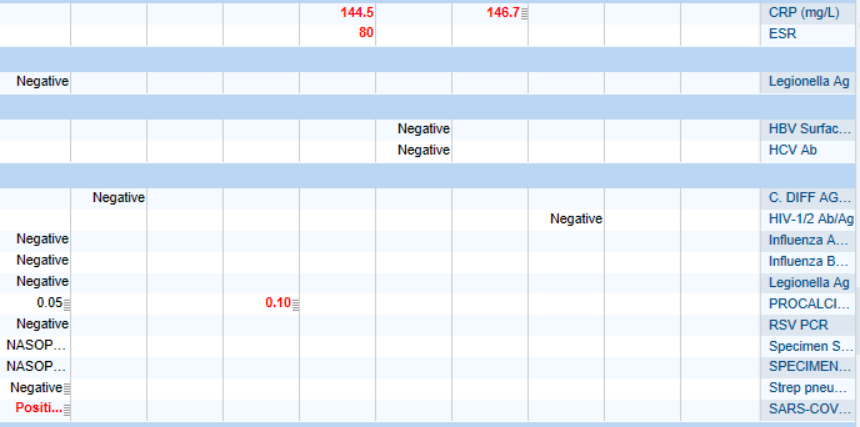 144.5 146.7 CRP (mg/L)
80 ESR
Negative Legionella Ag
Negative HBV Surfac...
Negative HCV Ab
Negative C. DIFF AG...
Negative HIV-1/2 Ab/Ag
Negative Influenza A...
Negative Influenza B...
Negative Legionella Ag
0.05 0.10 PROCALCI...
Negative RSV PCR
NASOP... Specimen S...
NASOP... SPECIMEN...
Negative Strep pneu...
Positi... SARS-COV...